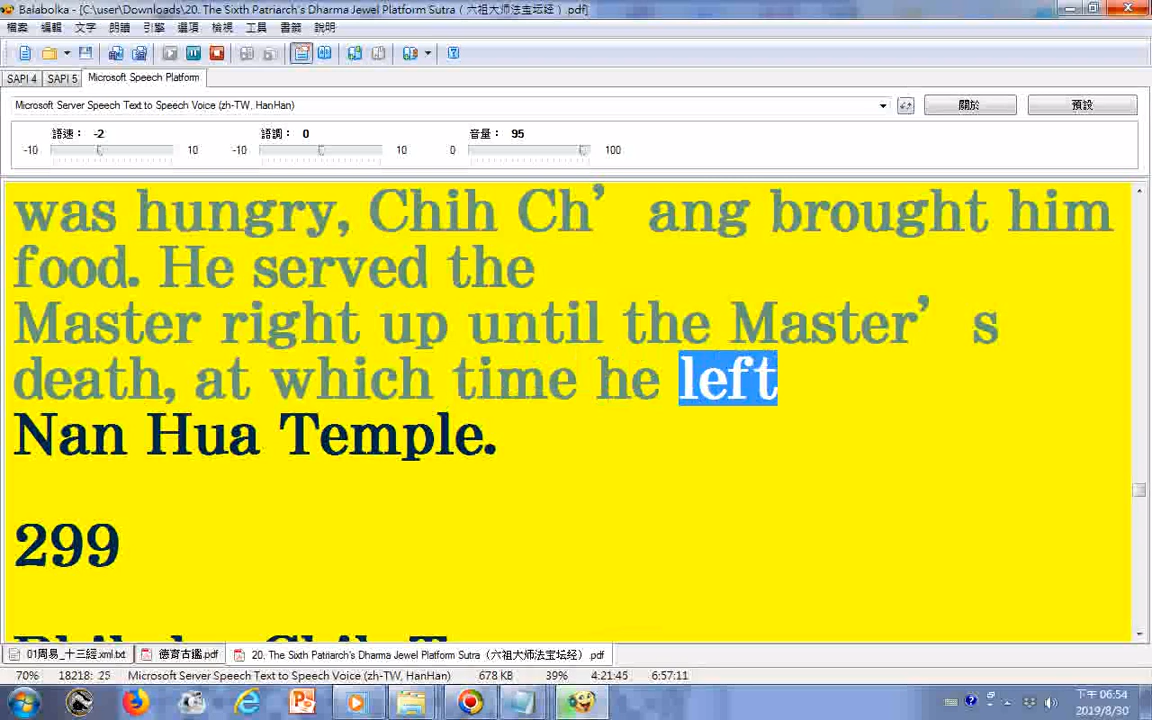 Balabolka - [C:\user\Downloads\20. The Sixth Patriarch's Dharma Jewel Platform Sutra（六祖大师法宝坛经）.pdf]
檔案 編輯 文字 朗讀 引擎 選項 檢視 工具 書籤 說明
SAPI 4 SAPI 5 Microsoft Speech Platform
Microsoft Server Speech Text to Speech Voice (zh-TW, HanHan) 關於 預設
語速： -2 語調： 0 音量： 95
-10 10 -10 10 0 100
was hungry, Chih Ch’ ang brought him
food. He served the
Master right up until the Master’ s
death, at which time he left
Nan Hua Temple.
299
01周易_十三經.xml.txt 德育古鑑.pdf 20. The Sixth Patriarch's Dharma Jewel Platform Sutra（六祖大师法宝坛经）.pdf
70% 18218: 25 Microsoft Server Speech Text to Speech Voice (zh-TW, HanHan) 678 KB 39% 4:21:45 6:57:11
下午 06:54
2019/8/30